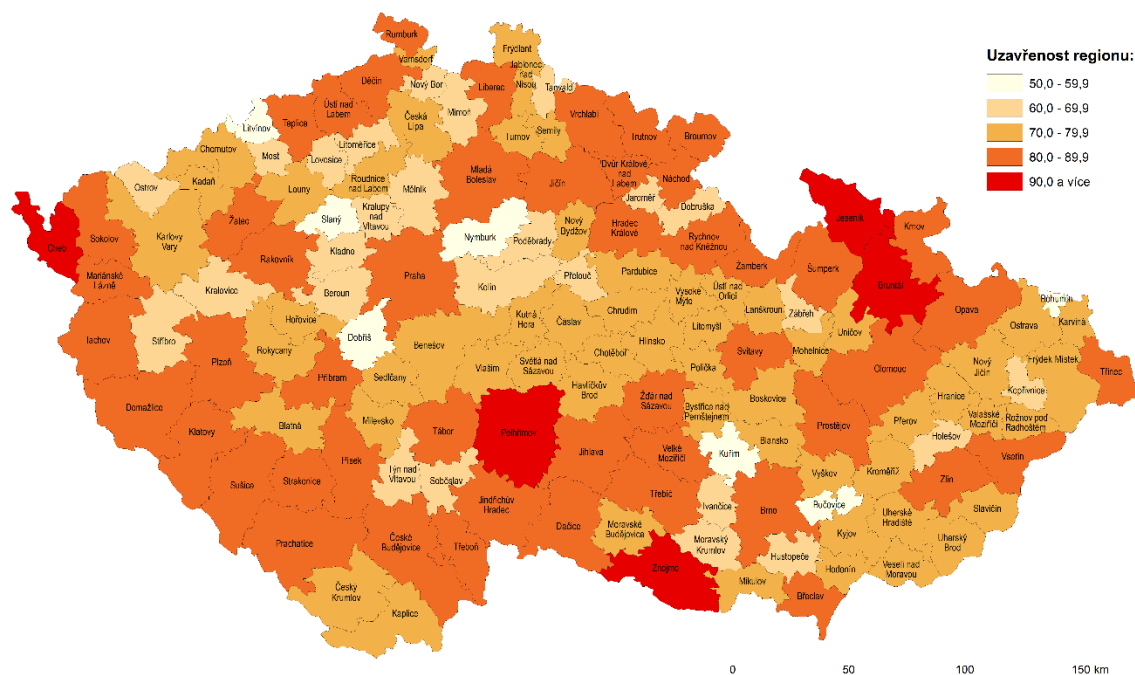 Uzavřenost regionu:
50,0 - 59,9
60,0 - 69,9
70,0 - 79,9
80,0 - 89,9
90,0 a více
Rumburk
Varnsdorf
Frýdlant
Děčín
Nový Bor
Liberec
Jablonec
nad
Nisou
Tanvald
Ústí nad
Labem
Teplice
Litvínov
Mimoň
Česká
Lípa
Vrchlabí
Trutnov
Broumov
Turnov
Semily
Chomutov
Most
Lovosice
Litoměřice
Kadaň
Ostrov
Louny
Roudnice
nad Labem
Mělník
Mladá
Boleslav
Jičín
Dvůr Králové
nad
Labem
Náchod
Jaroměř
Dobruška
Žatec
Slaný
Kralupy
nad
Vltavou
Nymburk
Poděbrady
Nový
Bydžov
Hradec
Králové
Rychnov
nad Kněžnou
Jeseník
Krnov
Cheb
Sokolov
Karlovy
Vary
Rakovník
Kladno
Praha
Kolín
Přelouč
Pardubice
Žamberk
Šumperk
Bruntál
Mariánské
Lázně
Kralovice
Beroun
Vysoké
Mýto
Ústí nad
Orlicí
Lanškroun
Zábřeh
Opava
Bohumín
Ostrava
Karviná
Tachov
Stříbro
Hořovice
Dobříš
Kutná
Hora
Čáslav
Chrudim
Litomyšl
Uničov
Plzoň
Rokycany
Benešov
Světlá nad
Sázavou
Chotěboř
Hlinsko
Svitavy
Mohelnice
Olomouc
Nový
Jičín
Frýdek Místek
Třinec
Příbram
Sedlčany
Vlašim
Havlíčkův
Brod
Polička
Kopřivnice
Domažlice
Klatovy
Blatná
Milevsko
Tábor
Pelhřimov
Žďár nad
Sázavou
Bystřice nad
Pernštejnem
Boskovice
Prostějov
Přerov
Hranice
Valašské
Meziříčí
Rožnov pod
Radhoštěm
Písek
Jihlava
Velké
Meziříčí
Kuřim
Blansko
Vyškov
Kroměříž
Holešov
Vsetín
Sušice
Strakonice
Týn nad
Vltavou
Soběslav
Jindřichův
Hradec
Třebíč
Ivančice
Brno
Bučovice
Zlín
Slavičín
Prachatice
České
Budějovice
Třeboň
Dačice
Moravské
Budějovice
Moravský
Krumlov
Hustopeče
Kyjov
Uherské
Hradiště
Uherský
Brod
Český
Krumlov
Kaplice
Znojmo
Mikulov
Břeclav
Hodonín
Veselí nad
Moravou
0 50 100 150 km